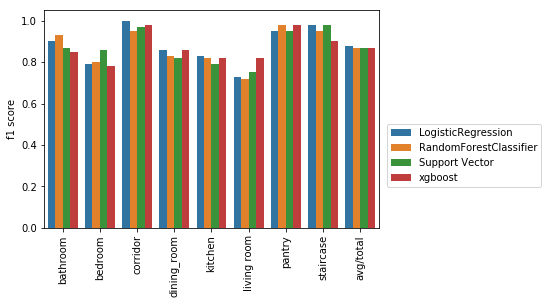 1.0
0.8
0.6
0.4
0.2
0.0
f1 score
bathroom
bedroom
corridor
dining_room
kitchen
living room
pantry
staircase
avg/total
LogisticRegression
RandomForestClassifier
Support Vector
xgboost